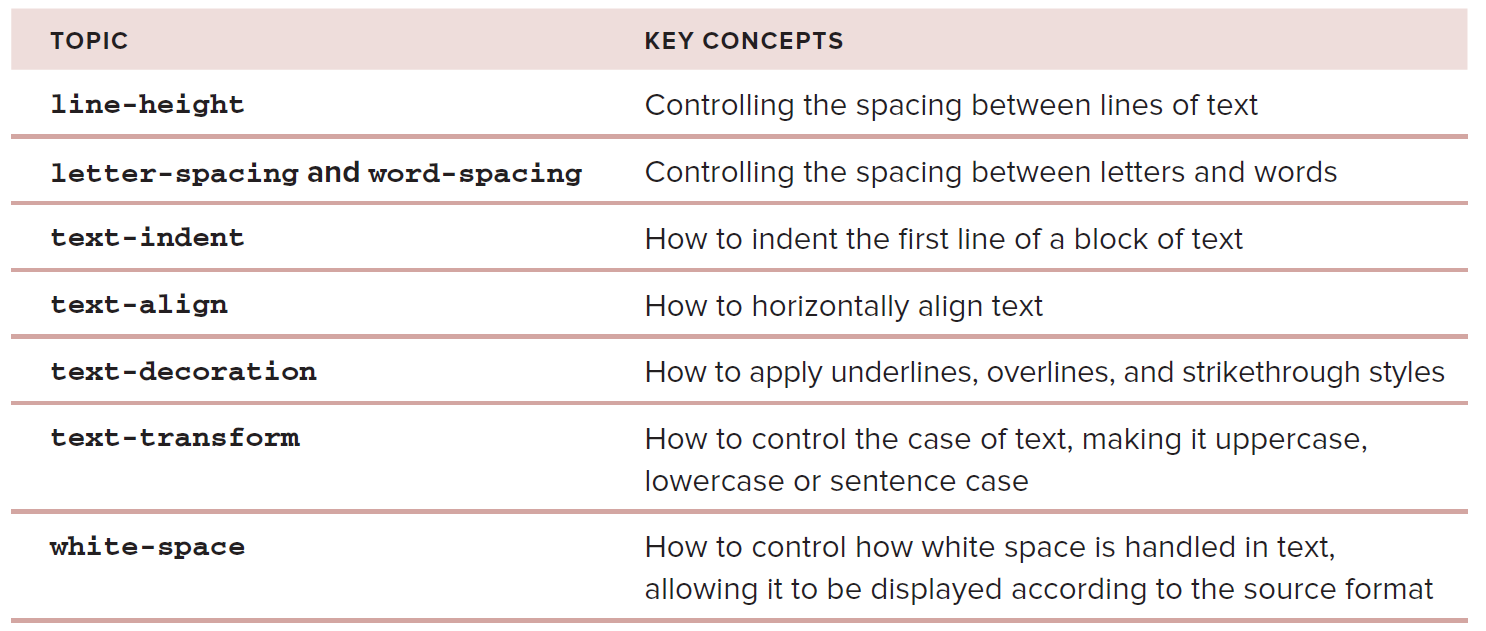 TOPIC KEY CONCEPTS
line-height Controlling the spacing between lines of text
letter-spacing and word-spacing Controlling the spacing between letters and words
text-indent How to indent the first line of a block of text
text-align How to horizontally align text
text-decoration How to apply underlines, overlines, and strikethrough styles
text-transform How to control the case of text, making it uppercase,
lowercase or sentence case
white-space How to control how white space is handled in text,
allowing it to be displayed according to the source format